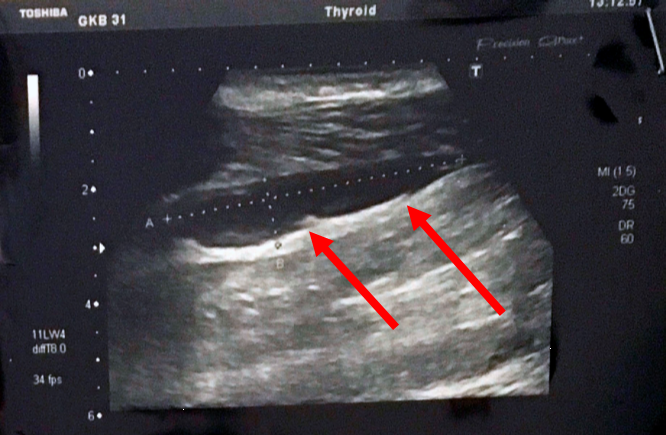 TOSHIBA
GKB 31
Thyroid
Precision
T
0
2
4
6
A
B
MI (1.5)
2DG
75
DR
60
11LW4
diffT8.0
34 fps